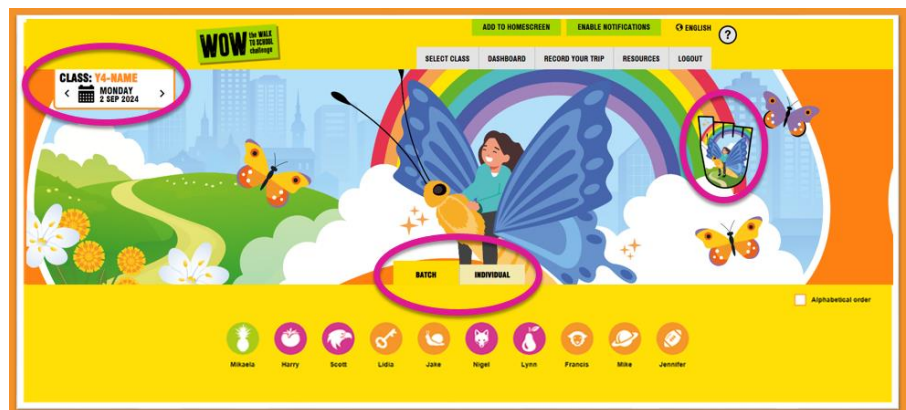 WOW the WALK
TO SCHOOL
challenge
ADD TO HOMESCREEN ENABLE NOTIFICATIONS ENGLISH ?
SELECT CLASS DASHBOARD RECORD YOUR TRIP RESOURCES LOGOUT
CLASS: Y4-NAME
< MONDAY >
2 SEP 2024
BATCH INDIVIDUAL
Alphabetical order
Mikaela Harry Scott Lidia Jake Nigel Lynn Francis Mike Jennifer